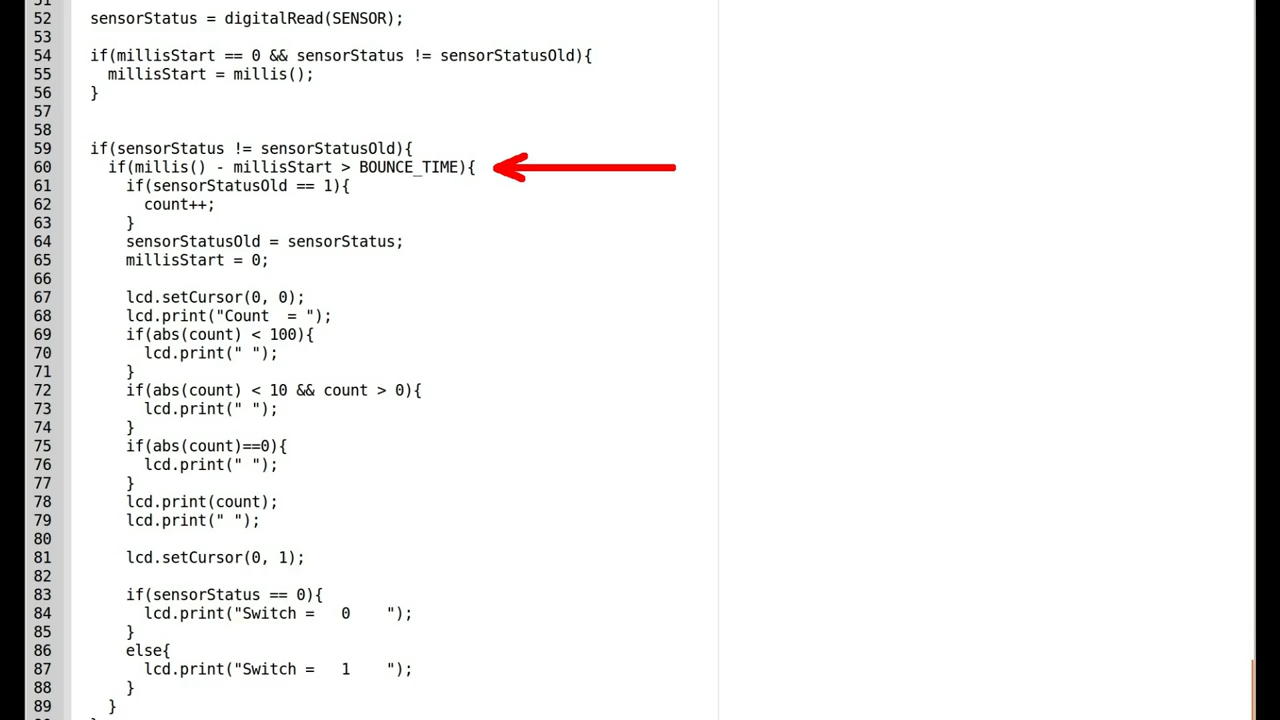 52 sensorStatus = digitalRead(SENSOR);
53
54 if(millisStart == 0 && sensorStatus != sensorStatusOld){
55 millisStart = millis();
56 }
57
58
59 if(sensorStatus != sensorStatusOld){
60 if(millis() - millisStart > BOUNCE_TIME){
61 if(sensorStatusOld == 1){
62 count++;
63 }
64 sensorStatusOld = sensorStatus;
65 millisStart = 0;
66
67 lcd.setCursor(0, 0);
68 lcd.print("Count  = ");
69 if(abs(count) < 100){
70 lcd.print(" ");
71 }
72 if(abs(count) < 10 && count > 0){
73 lcd.print(" ");
74 }
75 if(abs(count)==0){
76 lcd.print(" ");
77 }
78 lcd.print(count);
79 lcd.print(" ");
80
81 lcd.setCursor(0, 1);
82
83 if(sensorStatus == 0){
84 lcd.print("Switch =   0    ");
85 }
86 else{
87 lcd.print("Switch =   1    ");
88 }
89 }